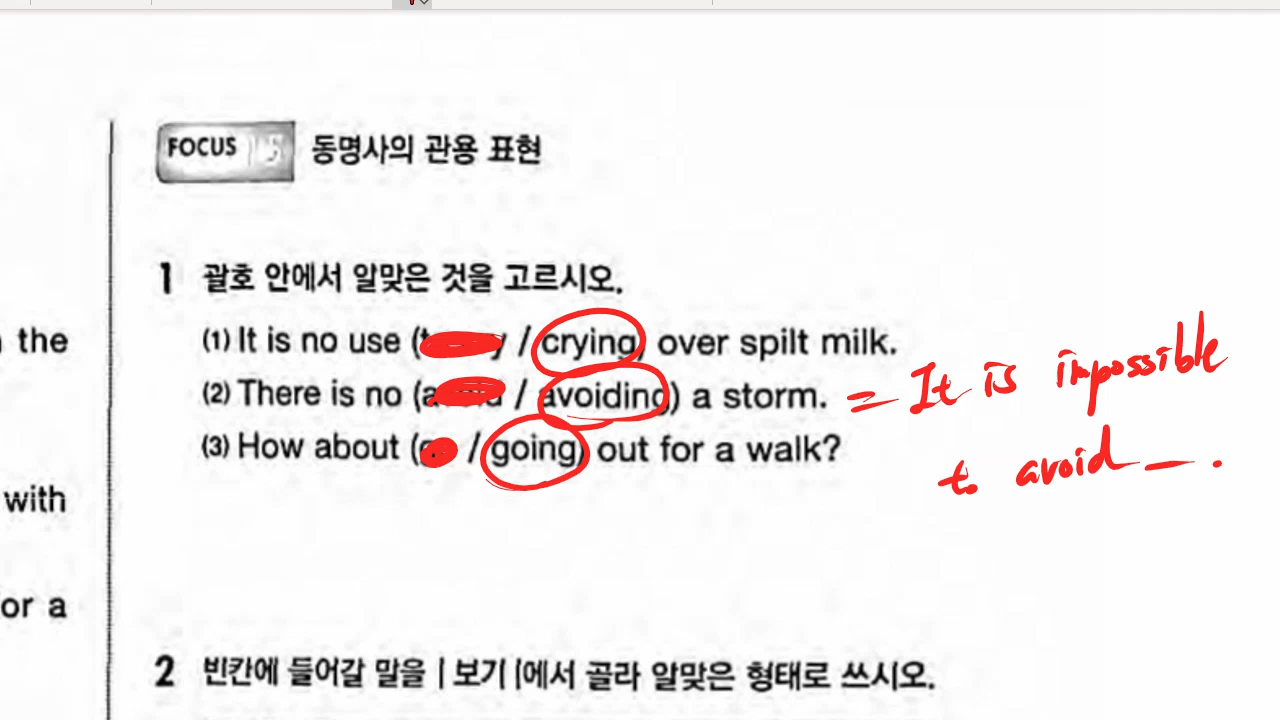 FOCUS 15 동명사의 관용 표현
1 괄호 안에서 알맞은 것을 고르시오.
(1) It is no use ( / crying) over spilt milk.
(2) There is no ( / avoiding) a storm. = It is impossible
to avoid — .
(3) How about ( / going) out for a walk?
the
with
or a
2 빈칸에 들어갈 말을 | 보기 |에서 골라 알맞은 형태로 쓰시오.